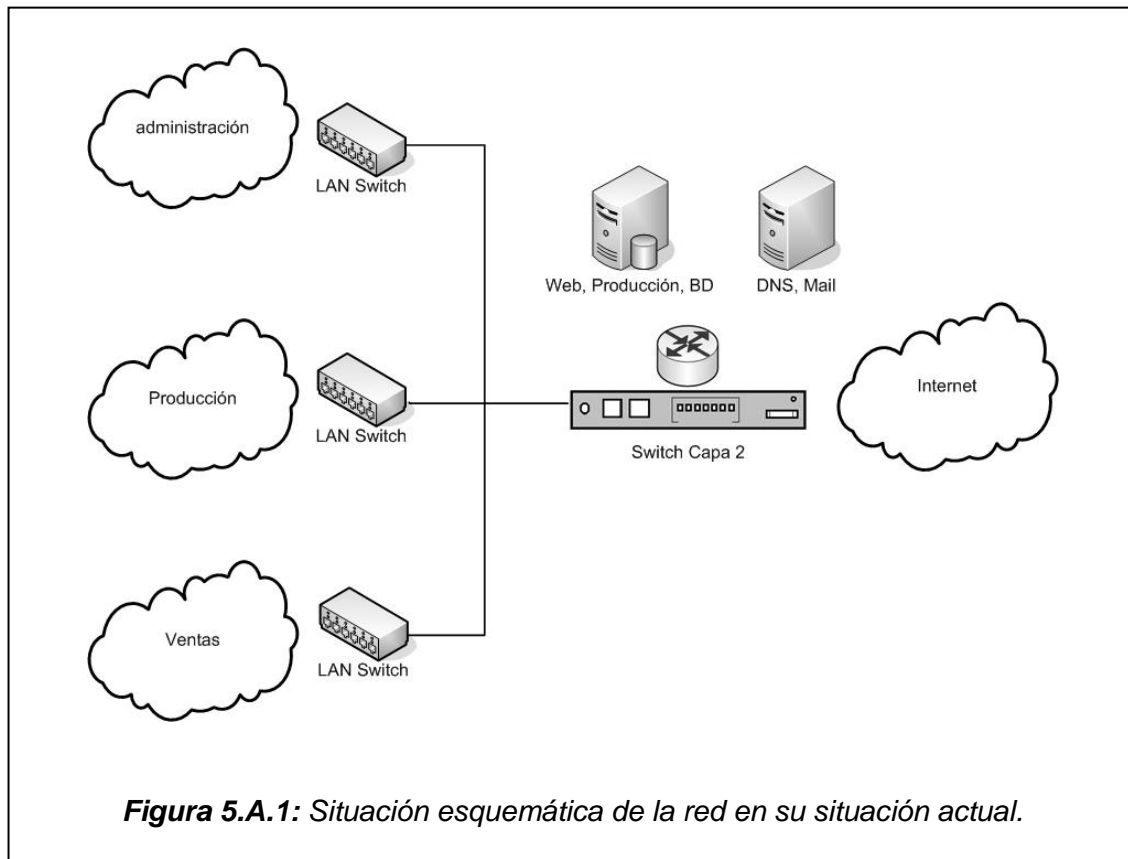 administración
LAN Switch
Web, Producción, BD
DNS, Mail
Producción
LAN Switch
Switch Capa 2
Internet
Ventas
LAN Switch
Figura 5.A.1: Situación esquemática de la red en su situación actual.